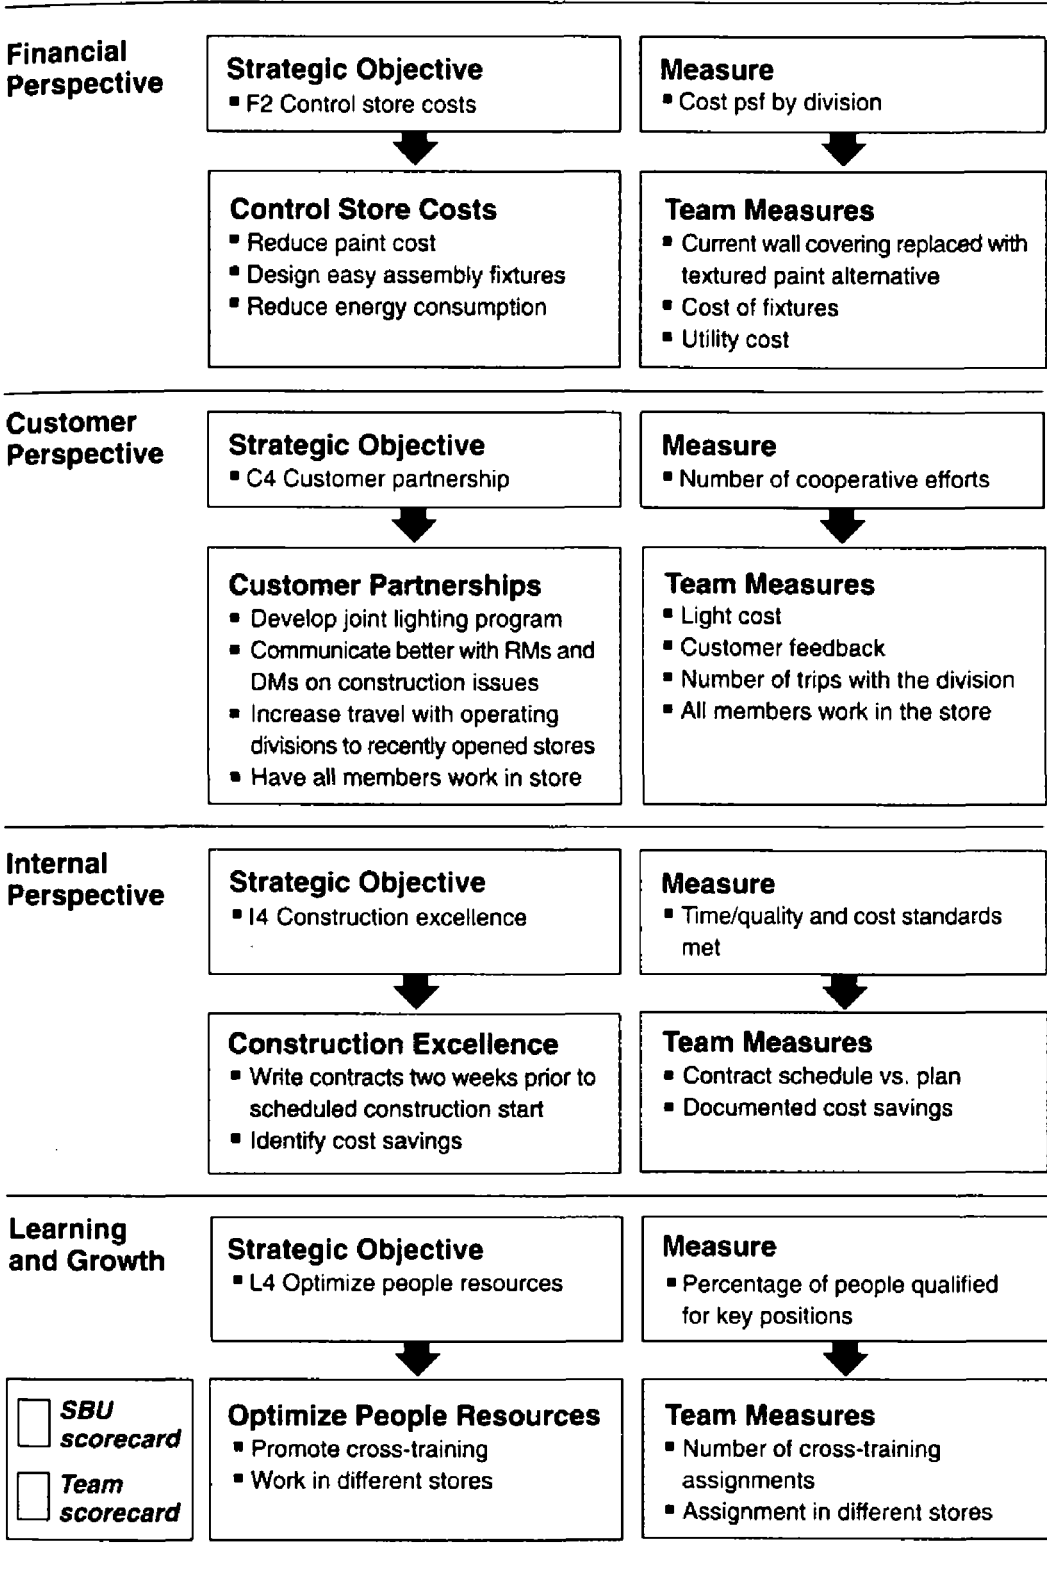 Financial
Perspective
Strategic Objective
▪ F2 Control store costs
Measure
▪ Cost psf by division
Control Store Costs
▪ Reduce paint cost
▪ Design easy assembly fixtures
▪ Reduce energy consumption
Team Measures
▪ Current wall covering replaced with
textured paint alternative
▪ Cost of fixtures
▪ Utility cost
Customer
Perspective
Strategic Objective
▪ C4 Customer partnership
Measure
▪ Number of cooperative efforts
Customer Partnerships
▪ Develop joint lighting program
▪ Communicate better with RMs and
DMs on construction issues
▪ Increase travel with operating
divisions to recently opened stores
▪ Have all members work in store
Team Measures
▪ Light cost
▪ Customer feedback
▪ Number of trips with the division
▪ All members work in the store
Internal
Perspective
Strategic Objective
▪ I4 Construction excellence
Measure
▪ Time/quality and cost standards
met
Construction Excellence
▪ Write contracts two weeks prior to
scheduled construction start
▪ Identify cost savings
Team Measures
▪ Contract schedule vs. plan
▪ Documented cost savings
Learning
and Growth
Strategic Objective
▪ L4 Optimize people resources
Measure
▪ Percentage of people qualified
for key positions
SBU
scorecard
Team
scorecard
Optimize People Resources
▪ Promote cross-training
▪ Work in different stores
Team Measures
▪ Number of cross-training
assignments
▪ Assignment in different stores